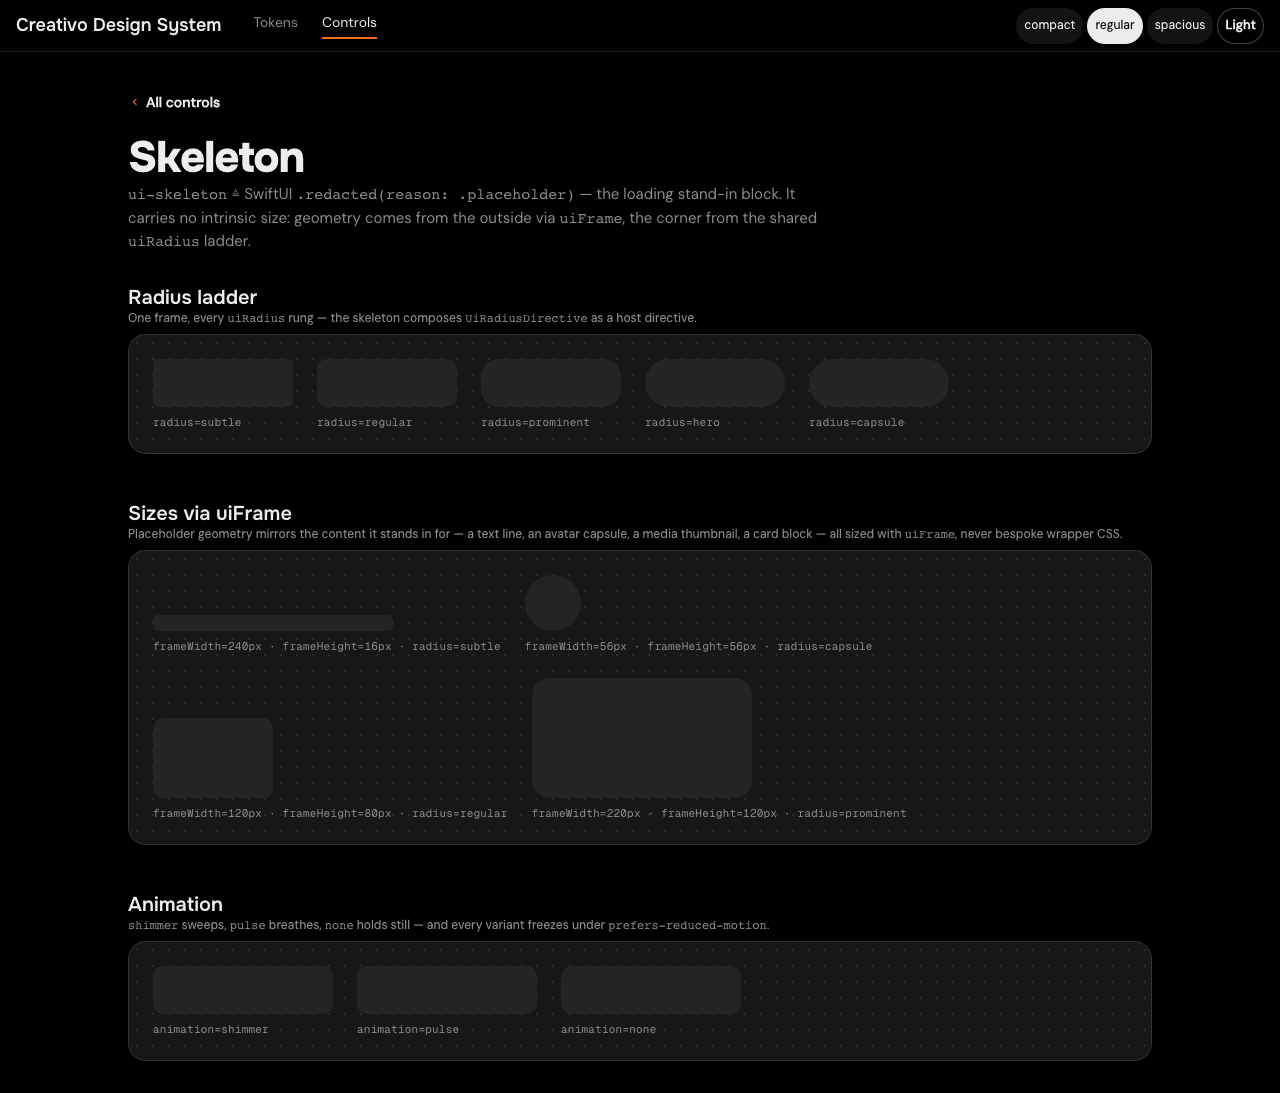 Creativo Design System
Tokens
Controls
compact
regular
spacious
Light
‹ All controls
Skeleton
ui-skeleton ≙ SwiftUI .redacted(reason: .placeholder) — the loading stand-in block. It
carries no intrinsic size: geometry comes from the outside via uiFrame, the corner from the shared
uiRadius ladder.
Radius ladder
One frame, every uiRadius rung — the skeleton composes UiRadiusDirective as a host directive.
radius=subtle
radius=regular
radius=prominent
radius=hero
radius=capsule
Sizes via uiFrame
Placeholder geometry mirrors the content it stands in for — a text line, an avatar capsule, a media thumbnail, a card block — all sized with uiFrame, never bespoke wrapper CSS.
frameWidth=240px · frameHeight=16px · radius=subtle
frameWidth=56px · frameHeight=56px · radius=capsule
frameWidth=120px · frameHeight=80px · radius=regular
frameWidth=220px · frameHeight=120px · radius=prominent
Animation
shimmer sweeps, pulse breathes, none holds still — and every variant freezes under prefers-reduced-motion.
animation=shimmer
animation=pulse
animation=none